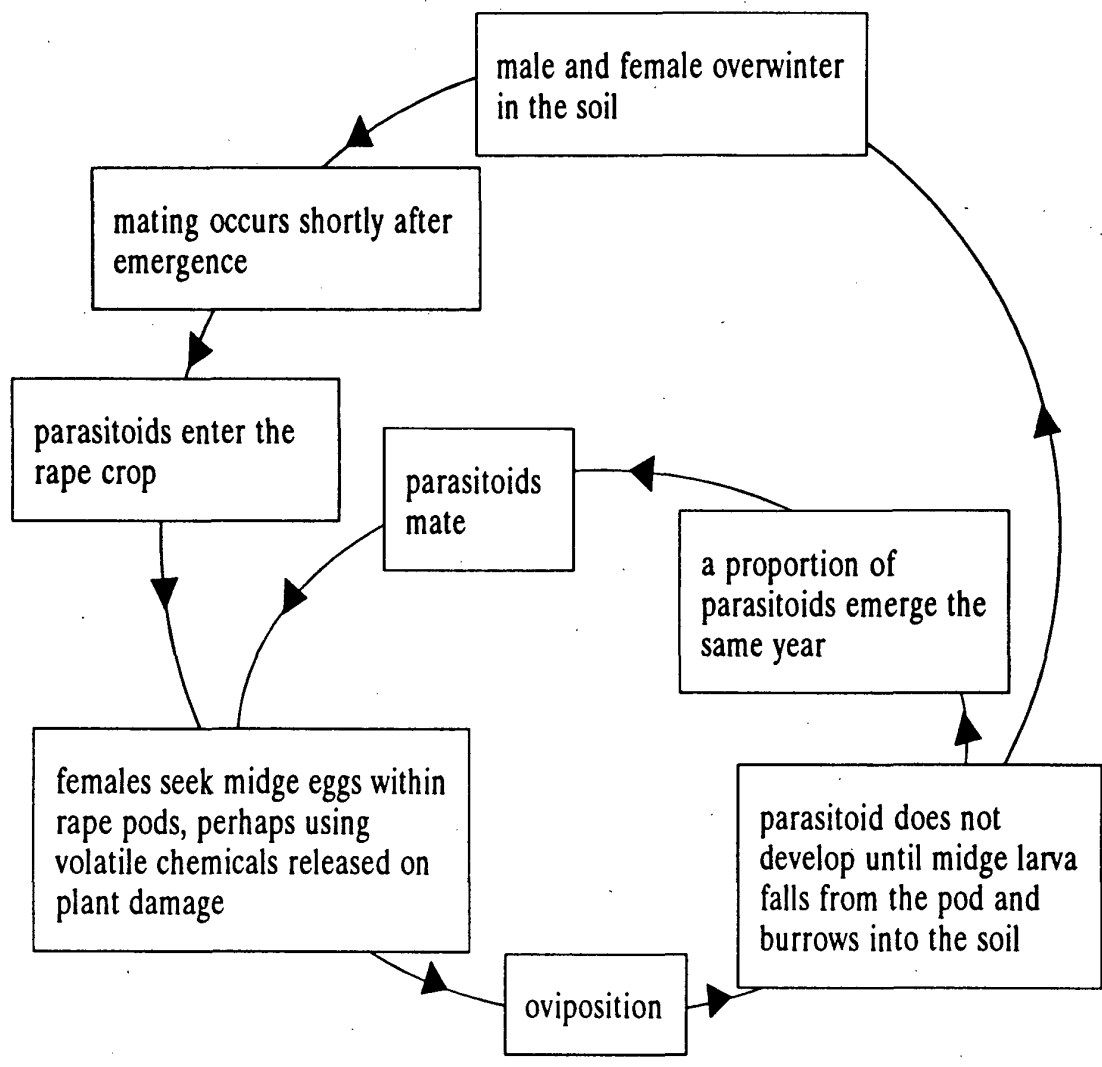 male and female overwinter
in the soil
mating occurs shortly after
emergence
parasitoids enter the
rape crop
parasitoids
mate
a proportion of
parasitoids emerge the
same year
females seek midge eggs within
rape pods, perhaps using
volatile chemicals released on
plant damage
parasitoid does not
develop until midge larva
falls from the pod and
burrows into the soil
oviposition